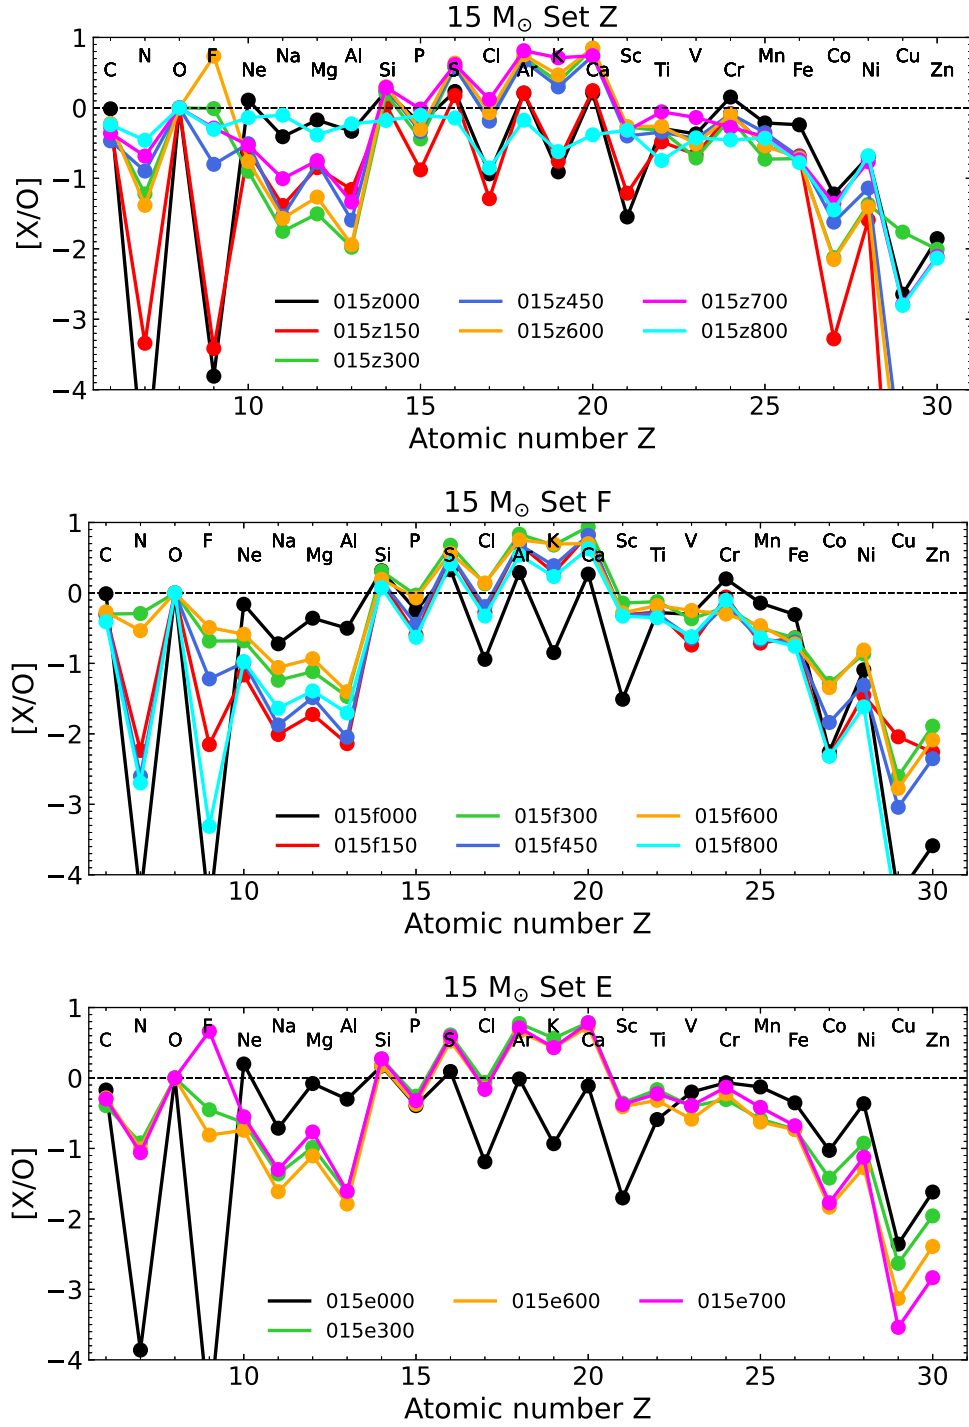 15 M⊙ Set Z
1
N F Na Al P Cl K Sc V Mn Co Cu
C O Ne Mg Si S Ar Ca Ti Cr Fe Ni Zn
0
−1
[X/O]
−2
−3
015z000 015z450 015z700
015z150 015z600 015z800
015z300
−4
10 15 20 25 30
Atomic number Z
15 M⊙ Set F
1
N F Na Al P Cl K Sc V Mn Co Cu
C O Ne Mg Si S Ar Ca Ti Cr Fe Ni Zn
0
−1
[X/O]
−2
−3
015f000 015f300 015f600
015f150 015f450 015f800
−4
10 15 20 25 30
Atomic number Z
15 M⊙ Set E
1
N F Na Al P Cl K Sc V Mn Co Cu
C O Ne Mg Si S Ar Ca Ti Cr Fe Ni Zn
0
−1
[X/O]
−2
−3
015e000 015e600 015e700
015e300
−4
10 15 20 25 30
Atomic number Z